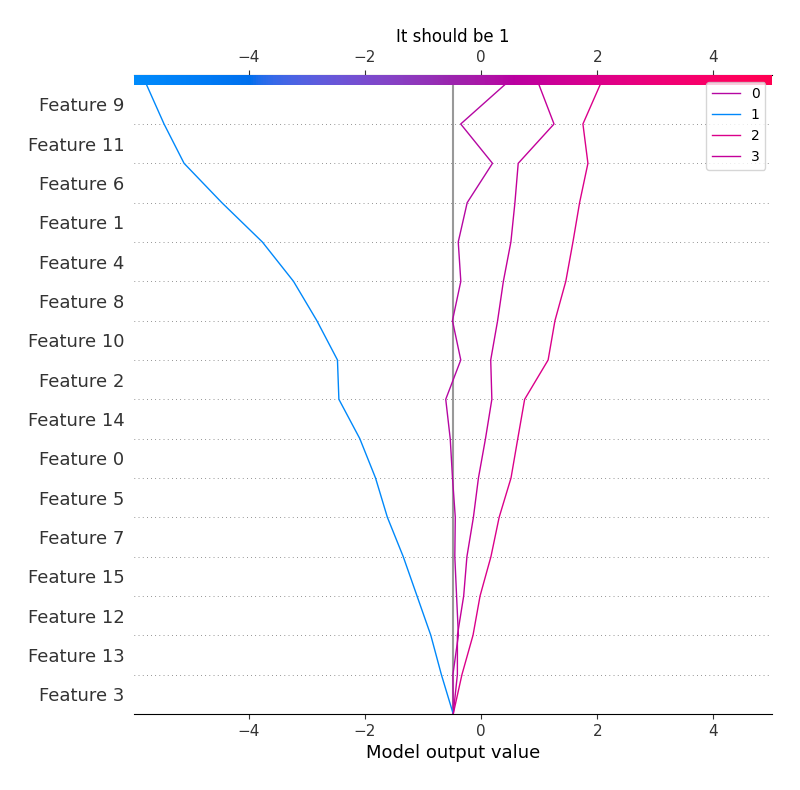 It should be 1
−4 −2 0 2 4
0
1
2
3
Feature 9
Feature 11
Feature 6
Feature 1
Feature 4
Feature 8
Feature 10
Feature 2
Feature 14
Feature 0
Feature 5
Feature 7
Feature 15
Feature 12
Feature 13
Feature 3
−4 −2 0 2 4
Model output value